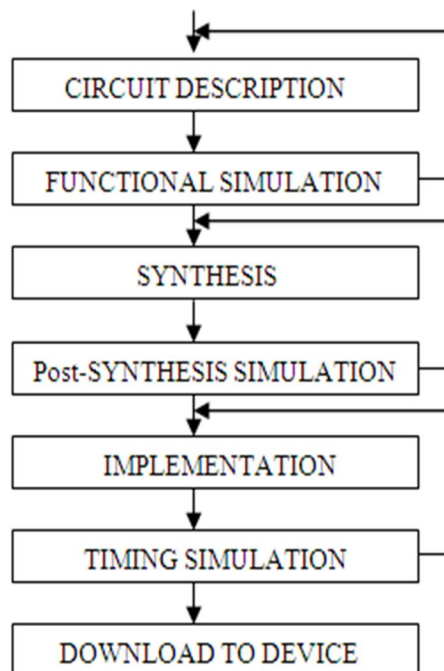 CIRCUIT DESCRIPTION
FUNCTIONAL SIMULATION
SYNTHESIS
Post-SYNTHESIS SIMULATION
IMPLEMENTATION
TIMING SIMULATION
DOWNLOAD TO DEVICE